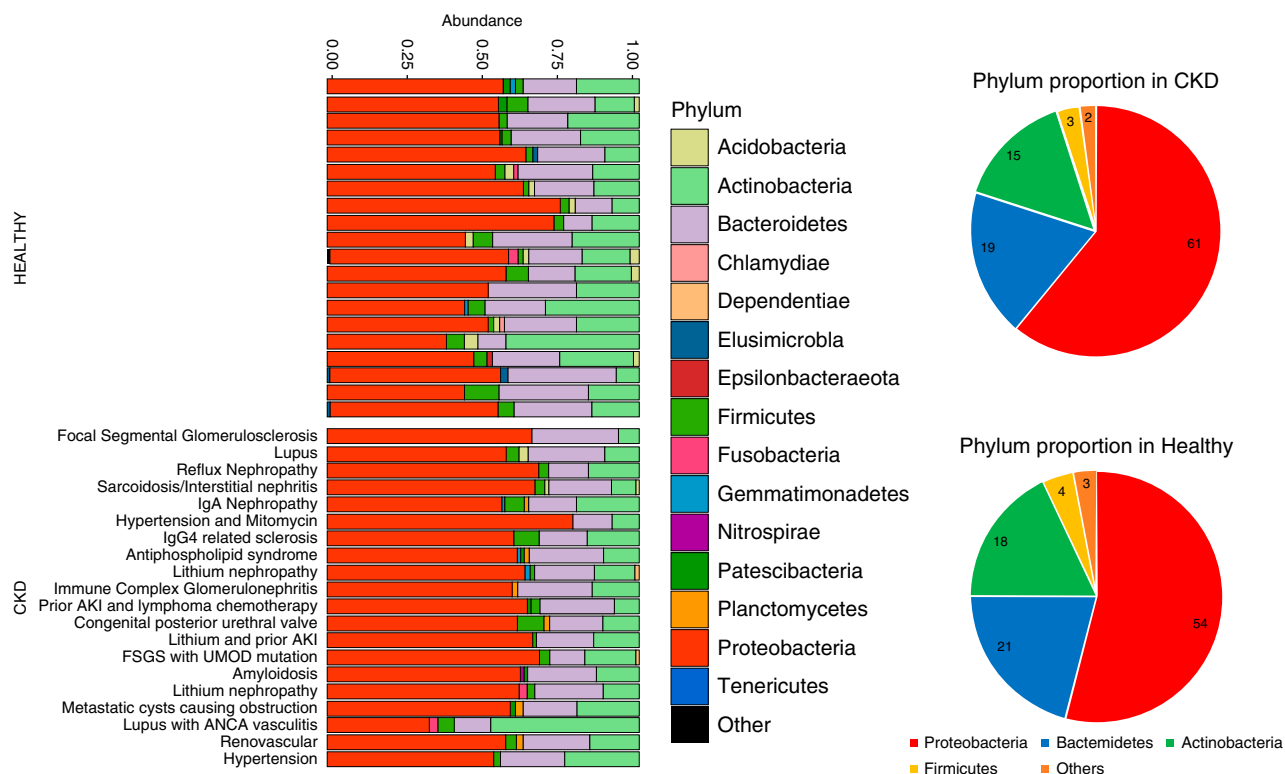 Abundance
0.00
0.25
0.50
0.75
1.00
HEALTHY
CKD
Focal Segmental Glomerulosclerosis
Lupus
Reflux Nephropathy
Sarcoidosis/Interstitial nephritis
IgA Nephropathy
Hypertension and Mitomycin
IgG4 related sclerosis
Antiphospholipid syndrome
Lithium nephropathy
Immune Complex Glomerulonephritis
Prior AKI and lymphoma chemotherapy
Congenital posterior urethral valve
Lithium and prior AKI
FSGS with UMOD mutation
Amyloidosis
Lithium nephropathy
Metastatic cysts causing obstruction
Lupus with ANCA vasculitis
Renovascular
Hypertension
Phylum
Acidobacteria
Actinobacteria
Bacteroidetes
Chlamydiae
Dependentiae
Elusimicrobla
Epsilonbacteraeota
Firmicutes
Fusobacteria
Gemmatimonadetes
Nitrospirae
Patescibacteria
Planctomycetes
Proteobacteria
Tenericutes
Other
Phylum proportion in CKD
3
2
15
19
61
Phylum proportion in Healthy
4
3
18
21
54
Proteobacteria
Bactemidetes
Actinobacteria
Firmicutes
Others